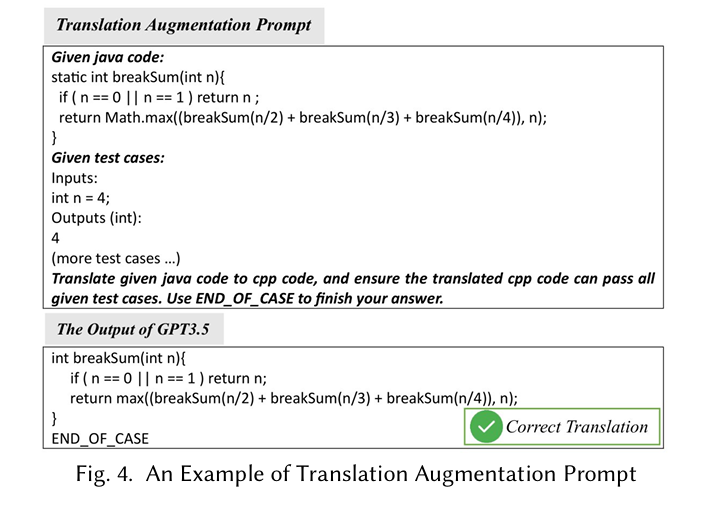 Translation Augmentation Prompt
Given java code:
static int breakSum(int n){
if ( n == 0 || n == 1 ) return n ;
return Math.max((breakSum(n/2) + breakSum(n/3) + breakSum(n/4)), n);
}
Given test cases:
Inputs:
int n = 4;
Outputs (int):
4
(more test cases ...)
Translate given java code to cpp code, and ensure the translated cpp code can pass all
given test cases. Use END_OF_CASE to finish your answer.
The Output of GPT3.5
int breakSum(int n){
if ( n == 0 || n == 1 ) return n;
return max((breakSum(n/2) + breakSum(n/3) + breakSum(n/4)), n);
}
END_OF_CASE
Correct Translation
Fig. 4. An Example of Translation Augmentation Prompt